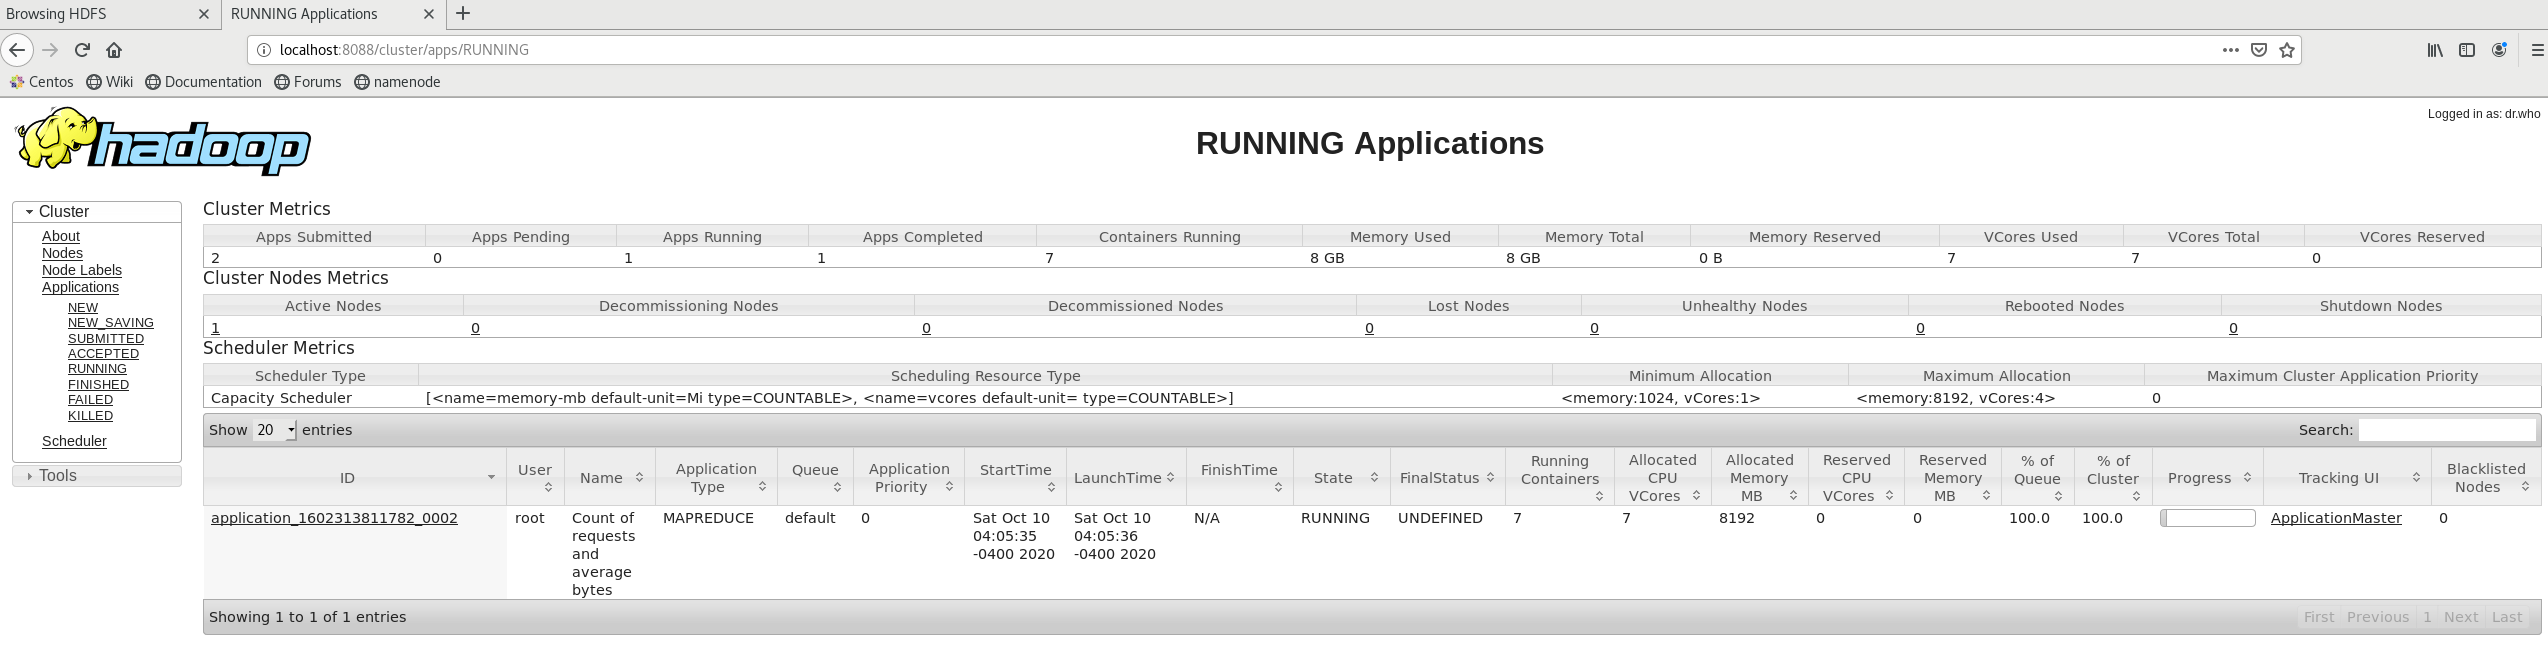 Browsing HDFS
RUNNING Applications
localhost:8088/cluster/apps/RUNNING
Centos Wiki Documentation Forums namenode
hadoop
RUNNING Applications
Logged in as: dr.who
Cluster
About
Nodes
Node Labels
Applications
NEW
NEW_SAVING
SUBMITTED
ACCEPTED
RUNNING
FINISHED
FAILED
KILLED
Scheduler
Tools
Cluster Metrics
Apps Submitted Apps Pending Apps Running Apps Completed Containers Running Memory Used Memory Total Memory Reserved VCores Used VCores Total VCores Reserved
2 0 1 1 7 8 GB 8 GB 0 B 7 7 0
Cluster Nodes Metrics
Active Nodes Decommissioning Nodes Decommissioned Nodes Lost Nodes Unhealthy Nodes Rebooted Nodes Shutdown Nodes
1 0 0 0 0 0 0
Scheduler Metrics
Scheduler Type Scheduling Resource Type Minimum Allocation Maximum Allocation Maximum Cluster Application Priority
Capacity Scheduler [<name=memory-mb default-unit=Mi type=COUNTABLE>, <name=vcores default-unit= type=COUNTABLE>] <memory:1024, vCores:1> <memory:8192, vCores:4> 0
Show 20 entries Search:
ID
User
Name
Application
Type
Queue
Application
Priority
StartTime
LaunchTime
FinishTime
State
FinalStatus
Running
Containers
Allocated
CPU
VCores
Allocated
Memory
MB
Reserved
CPU
VCores
Reserved
Memory
MB
% of
Queue
% of
Cluster
Progress
Tracking UI
Blacklisted
Nodes
application_1602313811782_0002
root
Count of
requests
and
average
bytes
MAPREDUCE
default
0
Sat Oct 10
04:05:35
-0400 2020
Sat Oct 10
04:05:36
-0400 2020
N/A
RUNNING
UNDEFINED
7
7
8192
0
0
100.0
100.0
ApplicationMaster
0
Showing 1 to 1 of 1 entries
First Previous 1 Next Last